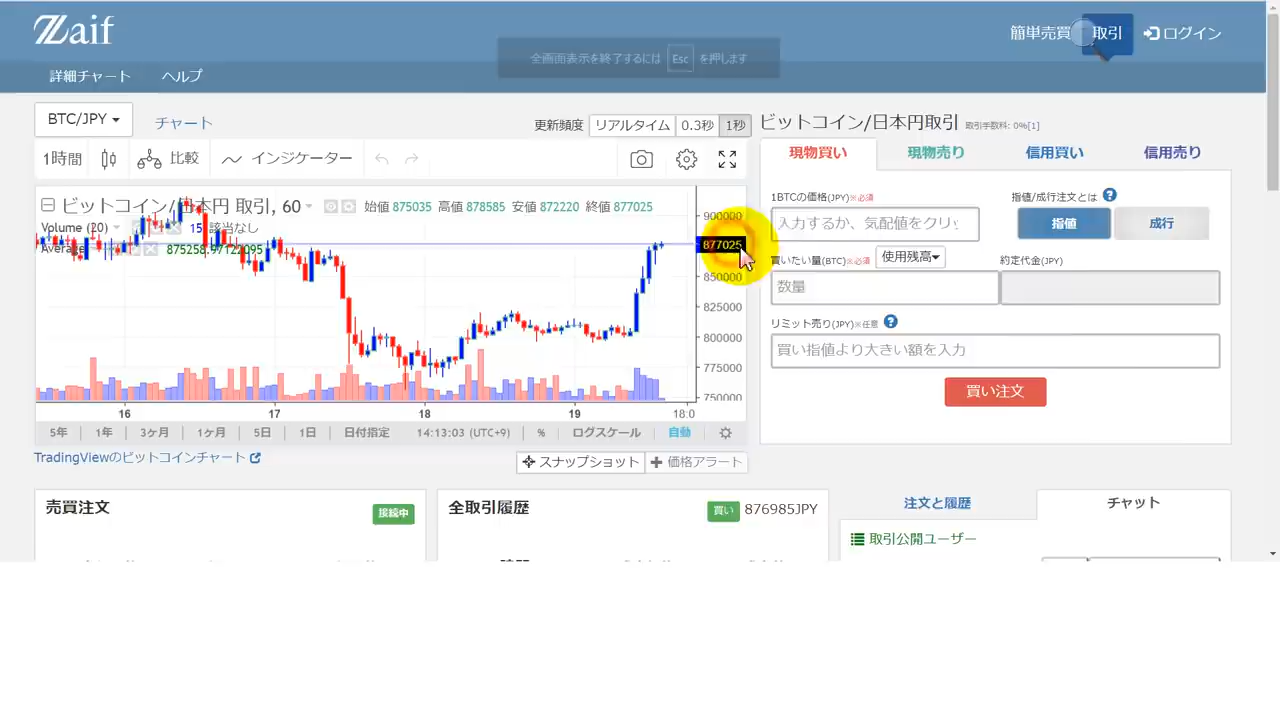 Zaif
簡単売買
取引
ログイン
全画面表示を終了するには Esc を押します
詳細チャート
ヘルプ
BTC/JPY
チャート
更新頻度
リアルタイム
0.3秒
1秒
1時間
比較
インジケーター
ビットコイン/日本円 取引, 60
始値 875035 高値 878585 安値 872220 終値 877025
Volume (20)
15
該当なし
875258.97122095
900000
877025
850000
825000
800000
775000
750000
16
17
18
19
18:0
5年
1年
3ヶ月
1ヶ月
5日
1日
日付指定
14:13:03 (UTC+9)
%
ログスケール
自動
TradingViewのビットコインチャート
スナップショット
価格アラート
ビットコイン/日本円取引 取引手数料: 0%[1]
現物買い
現物売り
信用買い
信用売り
1BTCの価格(JPY)※必須
指値/成行注文とは
指値
成行
買いたい量(BTC)※必須
使用残高
約定代金(JPY)
数量
リミット売り(JPY)※任意
買い指値より大きい額を入力
買い注文
売買注文
接続中
全取引履歴
買い
876985JPY
注文と履歴
チャット
取引公開ユーザー